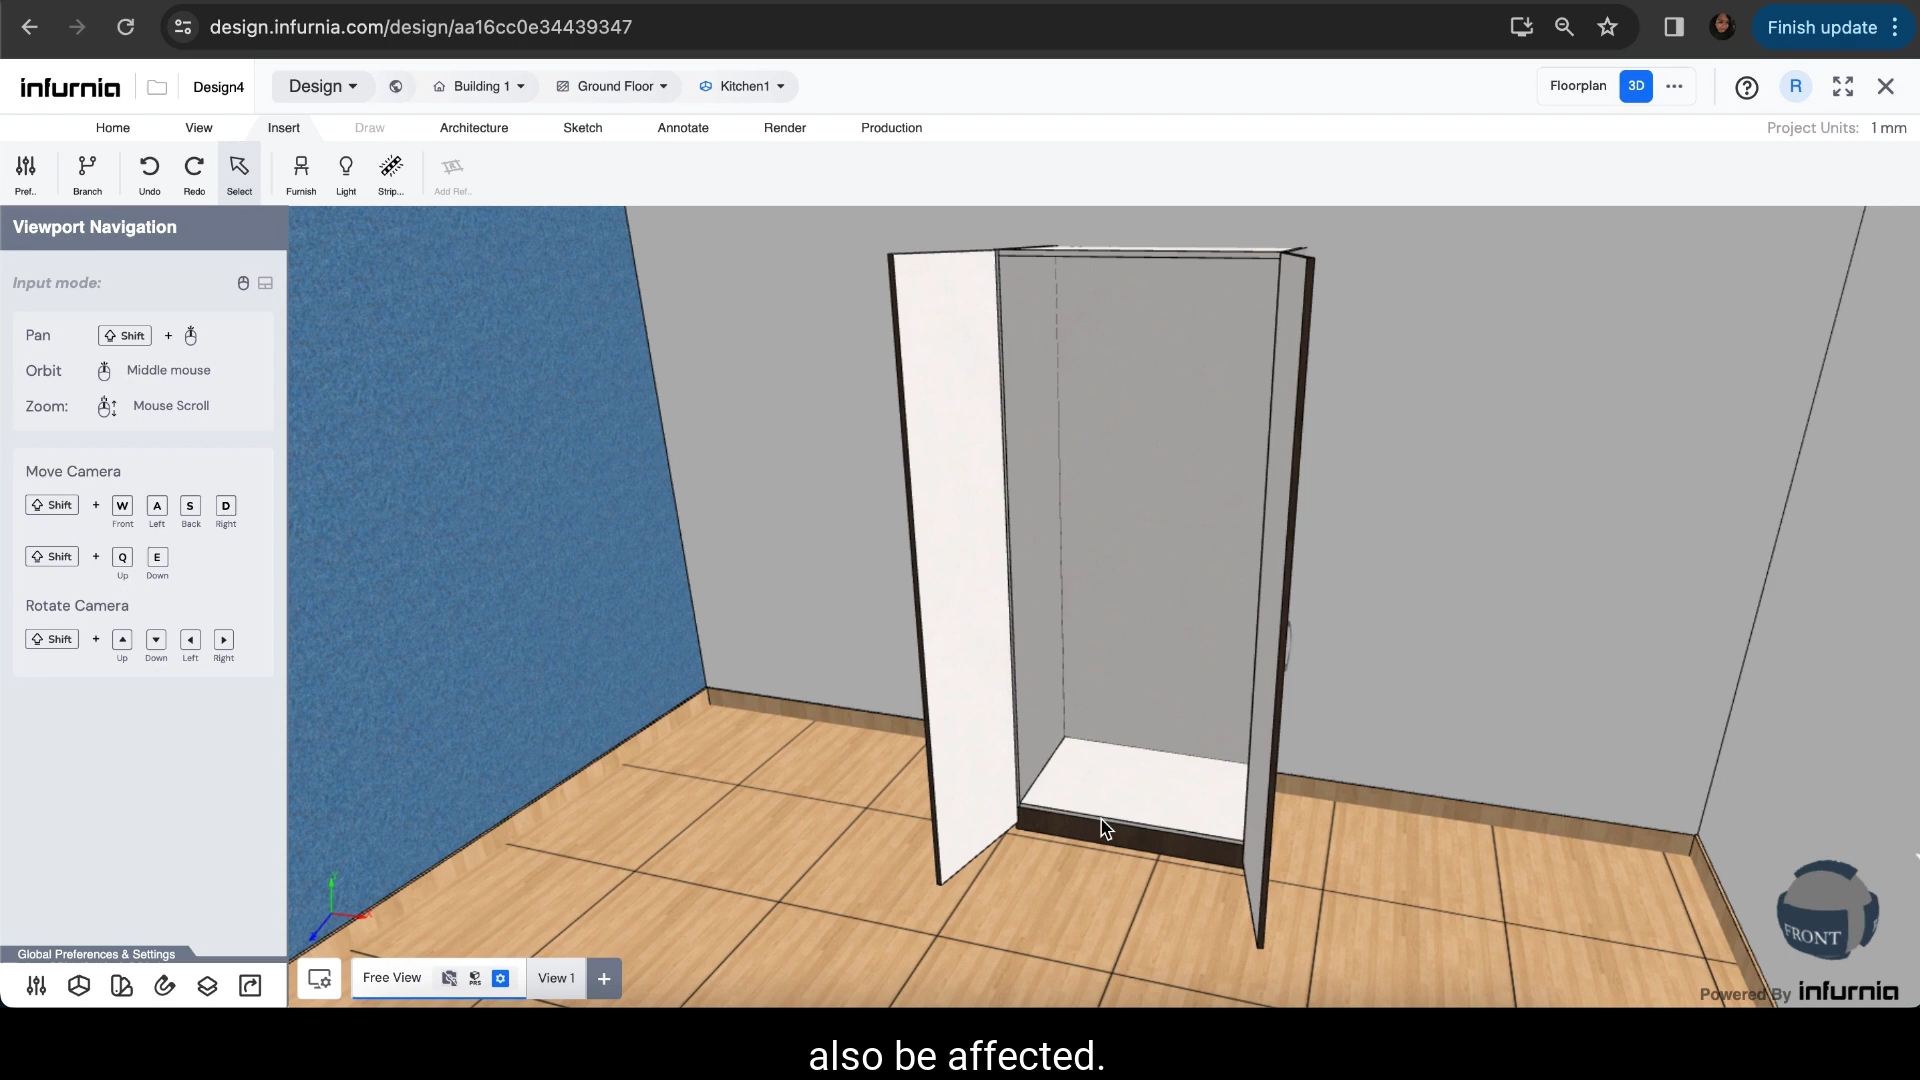 design.infurnia.com/design/aa16cc0e34439347
Finish update
infurnia
Design4
Design
Building 1
Ground Floor
Kitchen1
Floorplan
3D
R
Home
View
Insert
Draw
Architecture
Sketch
Annotate
Render
Production
Project Units: 1 mm
Pref..
Branch
Undo
Redo
Select
Furnish
Light
Strip...
Add Ref..
Viewport Navigation
Input mode:
Pan Shift +
Orbit Middle mouse
Zoom: Mouse Scroll
Move Camera
Shift + W A S D
Front Left Back Right
Shift + Q E
Up Down
Rotate Camera
Shift +
Up Down Left Right
Global Preferences & Settings
Free View
PRS
View 1
+
FRONT
Powered By infurnia
also be affected.